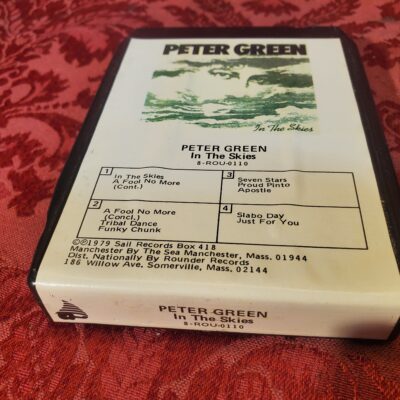 PETER GREEN
In The Skies
PETER GREEN
In The Skies
8-ROU-0110
1
In The Skies
A Fool No More
(Cont.)
3
Seven Stars
Proud Pinto
Apostle
2
A Fool No More
(Concl.)
Tribal Dance
Funky Chunk
4
Slabo Day
Just For You
©℗1979 Sail Records Box 418
Manchester By The Sea Manchester, Mass. 01944
Dist. Nationally By Rounder Records
186 Willow Ave. Somerville, Mass. 02144
PETER GREEN
In The Skies
8-ROU-0110